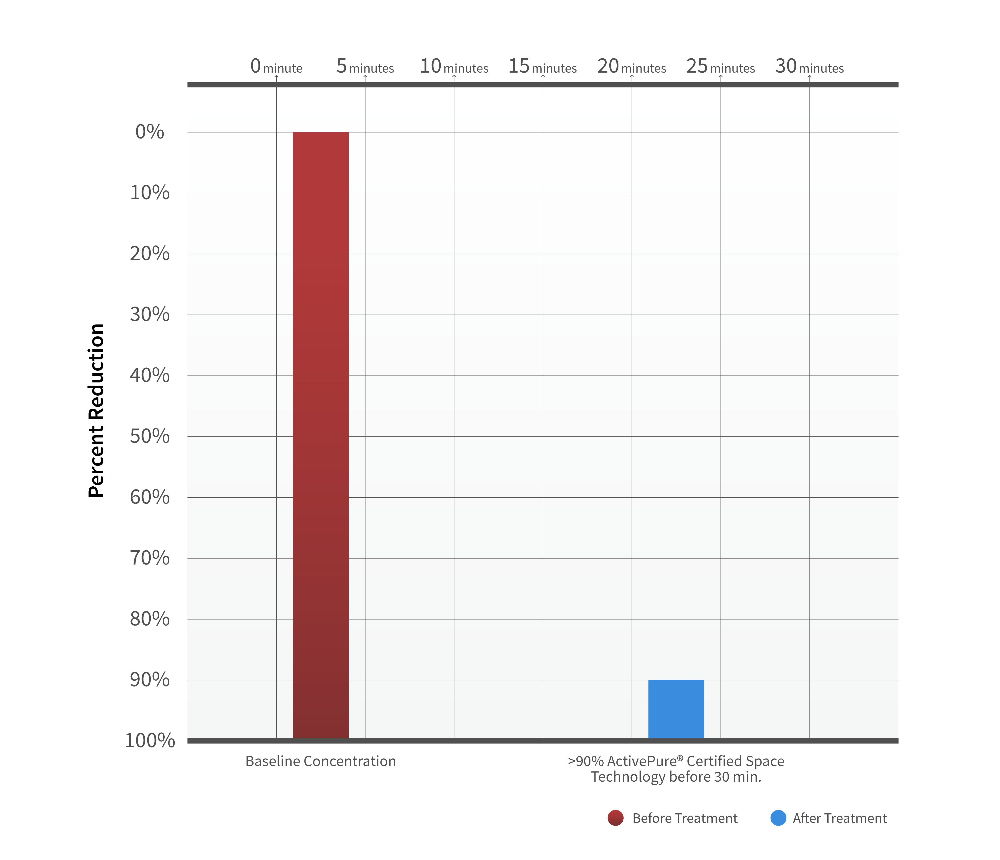 0 minute 5 minutes 10 minutes 15 minutes 20 minutes 25 minutes 30 minutes
0%
10%
20%
30%
40%
50%
60%
70%
80%
90%
100%
Percent Reduction
Baseline Concentration
>90% ActivePure® Certified Space
Technology before 30 min.
Before Treatment After Treatment